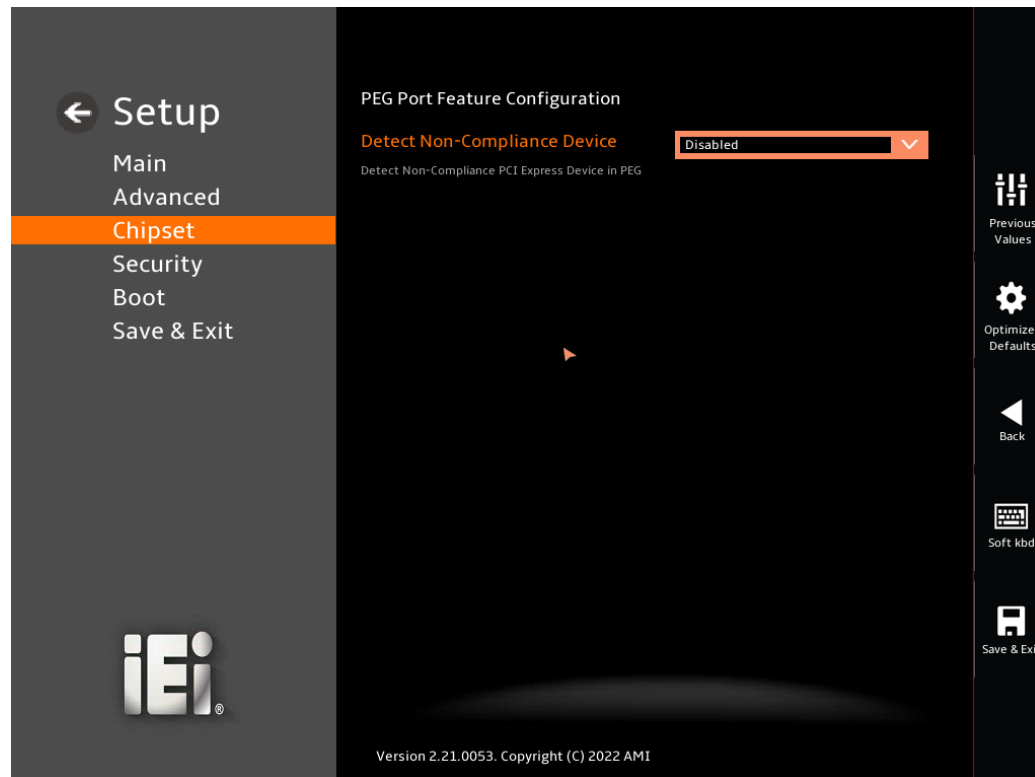 Setup
Main
Advanced
Chipset
Security
Boot
Save & Exit
iEi®
PEG Port Feature Configuration
Detect Non-Compliance Device
Disabled
Detect Non-Compliance PCI Express Device in PEG
Version 2.21.0053. Copyright (C) 2022 AMI
Previous
Values
Optimize
Defaults
Back
Soft kbd
Save & Exi